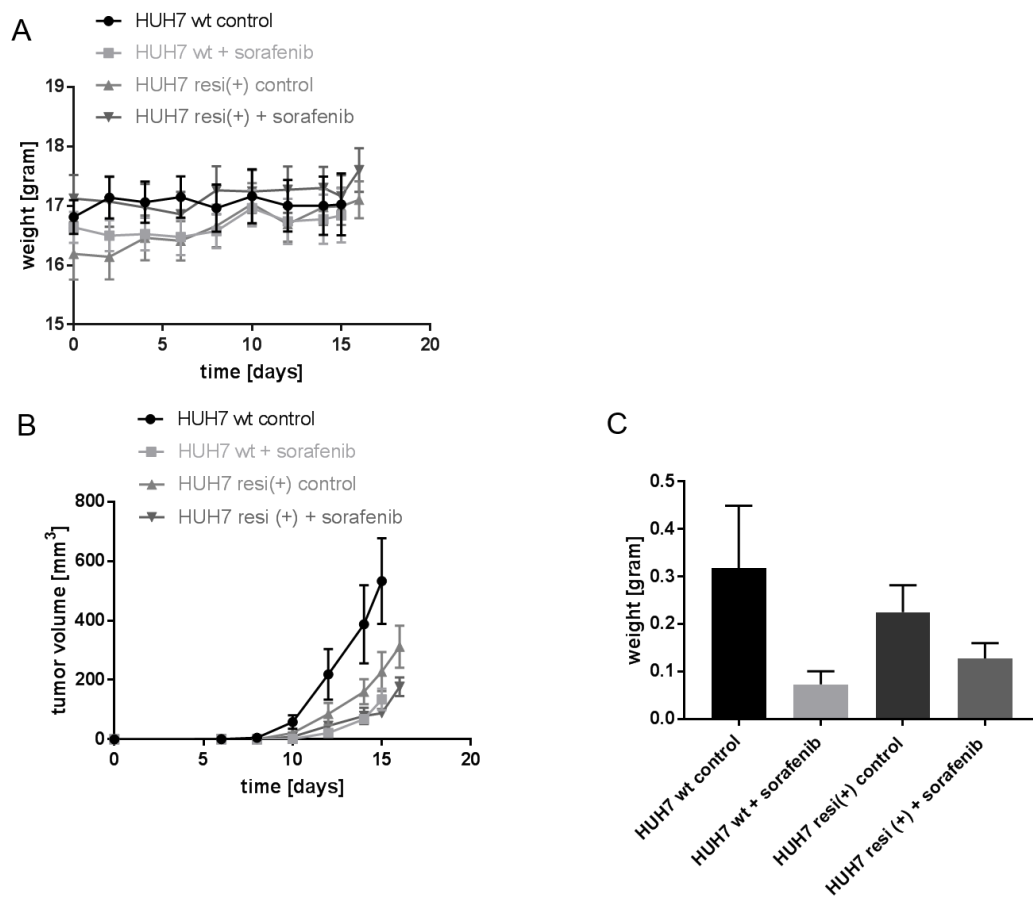 A
HUH7 wt control
HUH7 wt + sorafenib
HUH7 resi(+) control
HUH7 resi(+) + sorafenib
19
18
17
16
15
weight [gram]
0 5 10 15 20
time [days]
B
HUH7 wt control
HUH7 wt + sorafenib
HUH7 resi(+) control
HUH7 resi (+) + sorafenib
800
600
400
200
0
tumor volume [mm3]
0 5 10 15 20
time [days]
C
0.5
0.4
0.3
0.2
0.1
0.0
weight [gram]
HUH7 wt control
HUH7 wt + sorafenib
HUH7 resi(+) control
HUH7 resi (+) + sorafenib